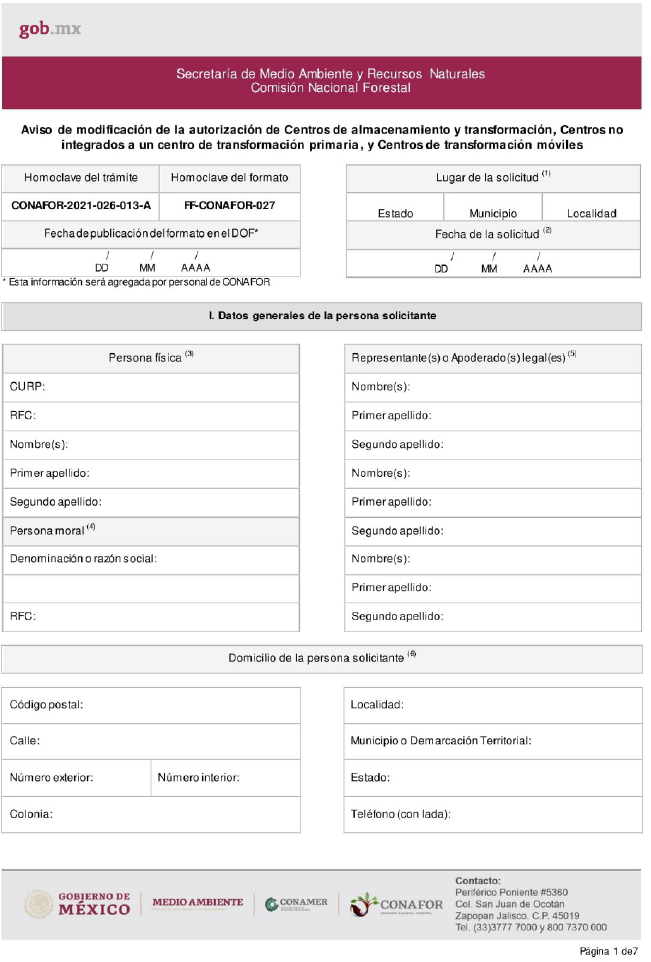 gob.mx
Secretaría de Medio Ambiente y Recursos Naturales
Comisión Nacional Forestal
Aviso de modificación de la autorización de Centros de almacenamiento y transformación, Centros no
integrados a un centro de transformación primaria, y Centros de transformación móviles
Homoclave del trámite
Homoclave del formato
CONAFOR-2021-026-013-A
FF-CONAFOR-027
Fecha de publicación del formato en el DOF*
/ / /
DD MM AAAA
* Esta información será agregada por personal de CONAFOR
Lugar de la solicitud (1)
Estado
Municipio
Localidad
Fecha de la solicitud (2)
/ / /
DD MM AAAA
I. Datos generales de la persona solicitante
Persona física (3)
CURP:
RFC:
Nombre(s):
Primer apellido:
Segundo apellido:
Persona moral (4)
Denominación o razón social:
RFC:
Representante(s) o Apoderado(s) legal(es) (5)
Nombre(s):
Primer apellido:
Segundo apellido:
Nombre(s):
Primer apellido:
Segundo apellido:
Nombre(s):
Primer apellido:
Segundo apellido:
Domicilio de la persona solicitante (6)
Código postal:
Calle:
Número exterior:
Número interior:
Colonia:
Localidad:
Municipio o Demarcación Territorial:
Estado:
Teléfono (con lada):
GOBIERNO DE
MÉXICO
MEDIO AMBIENTE
CONAMER
CONAFOR
Contacto:
Periférico Poniente #5360
Col. San Juan de Ocotán
Zapopan Jalisco. C.P. 45019
Tel. (33)3777 7000 y 800 7370 000
Página 1 de7